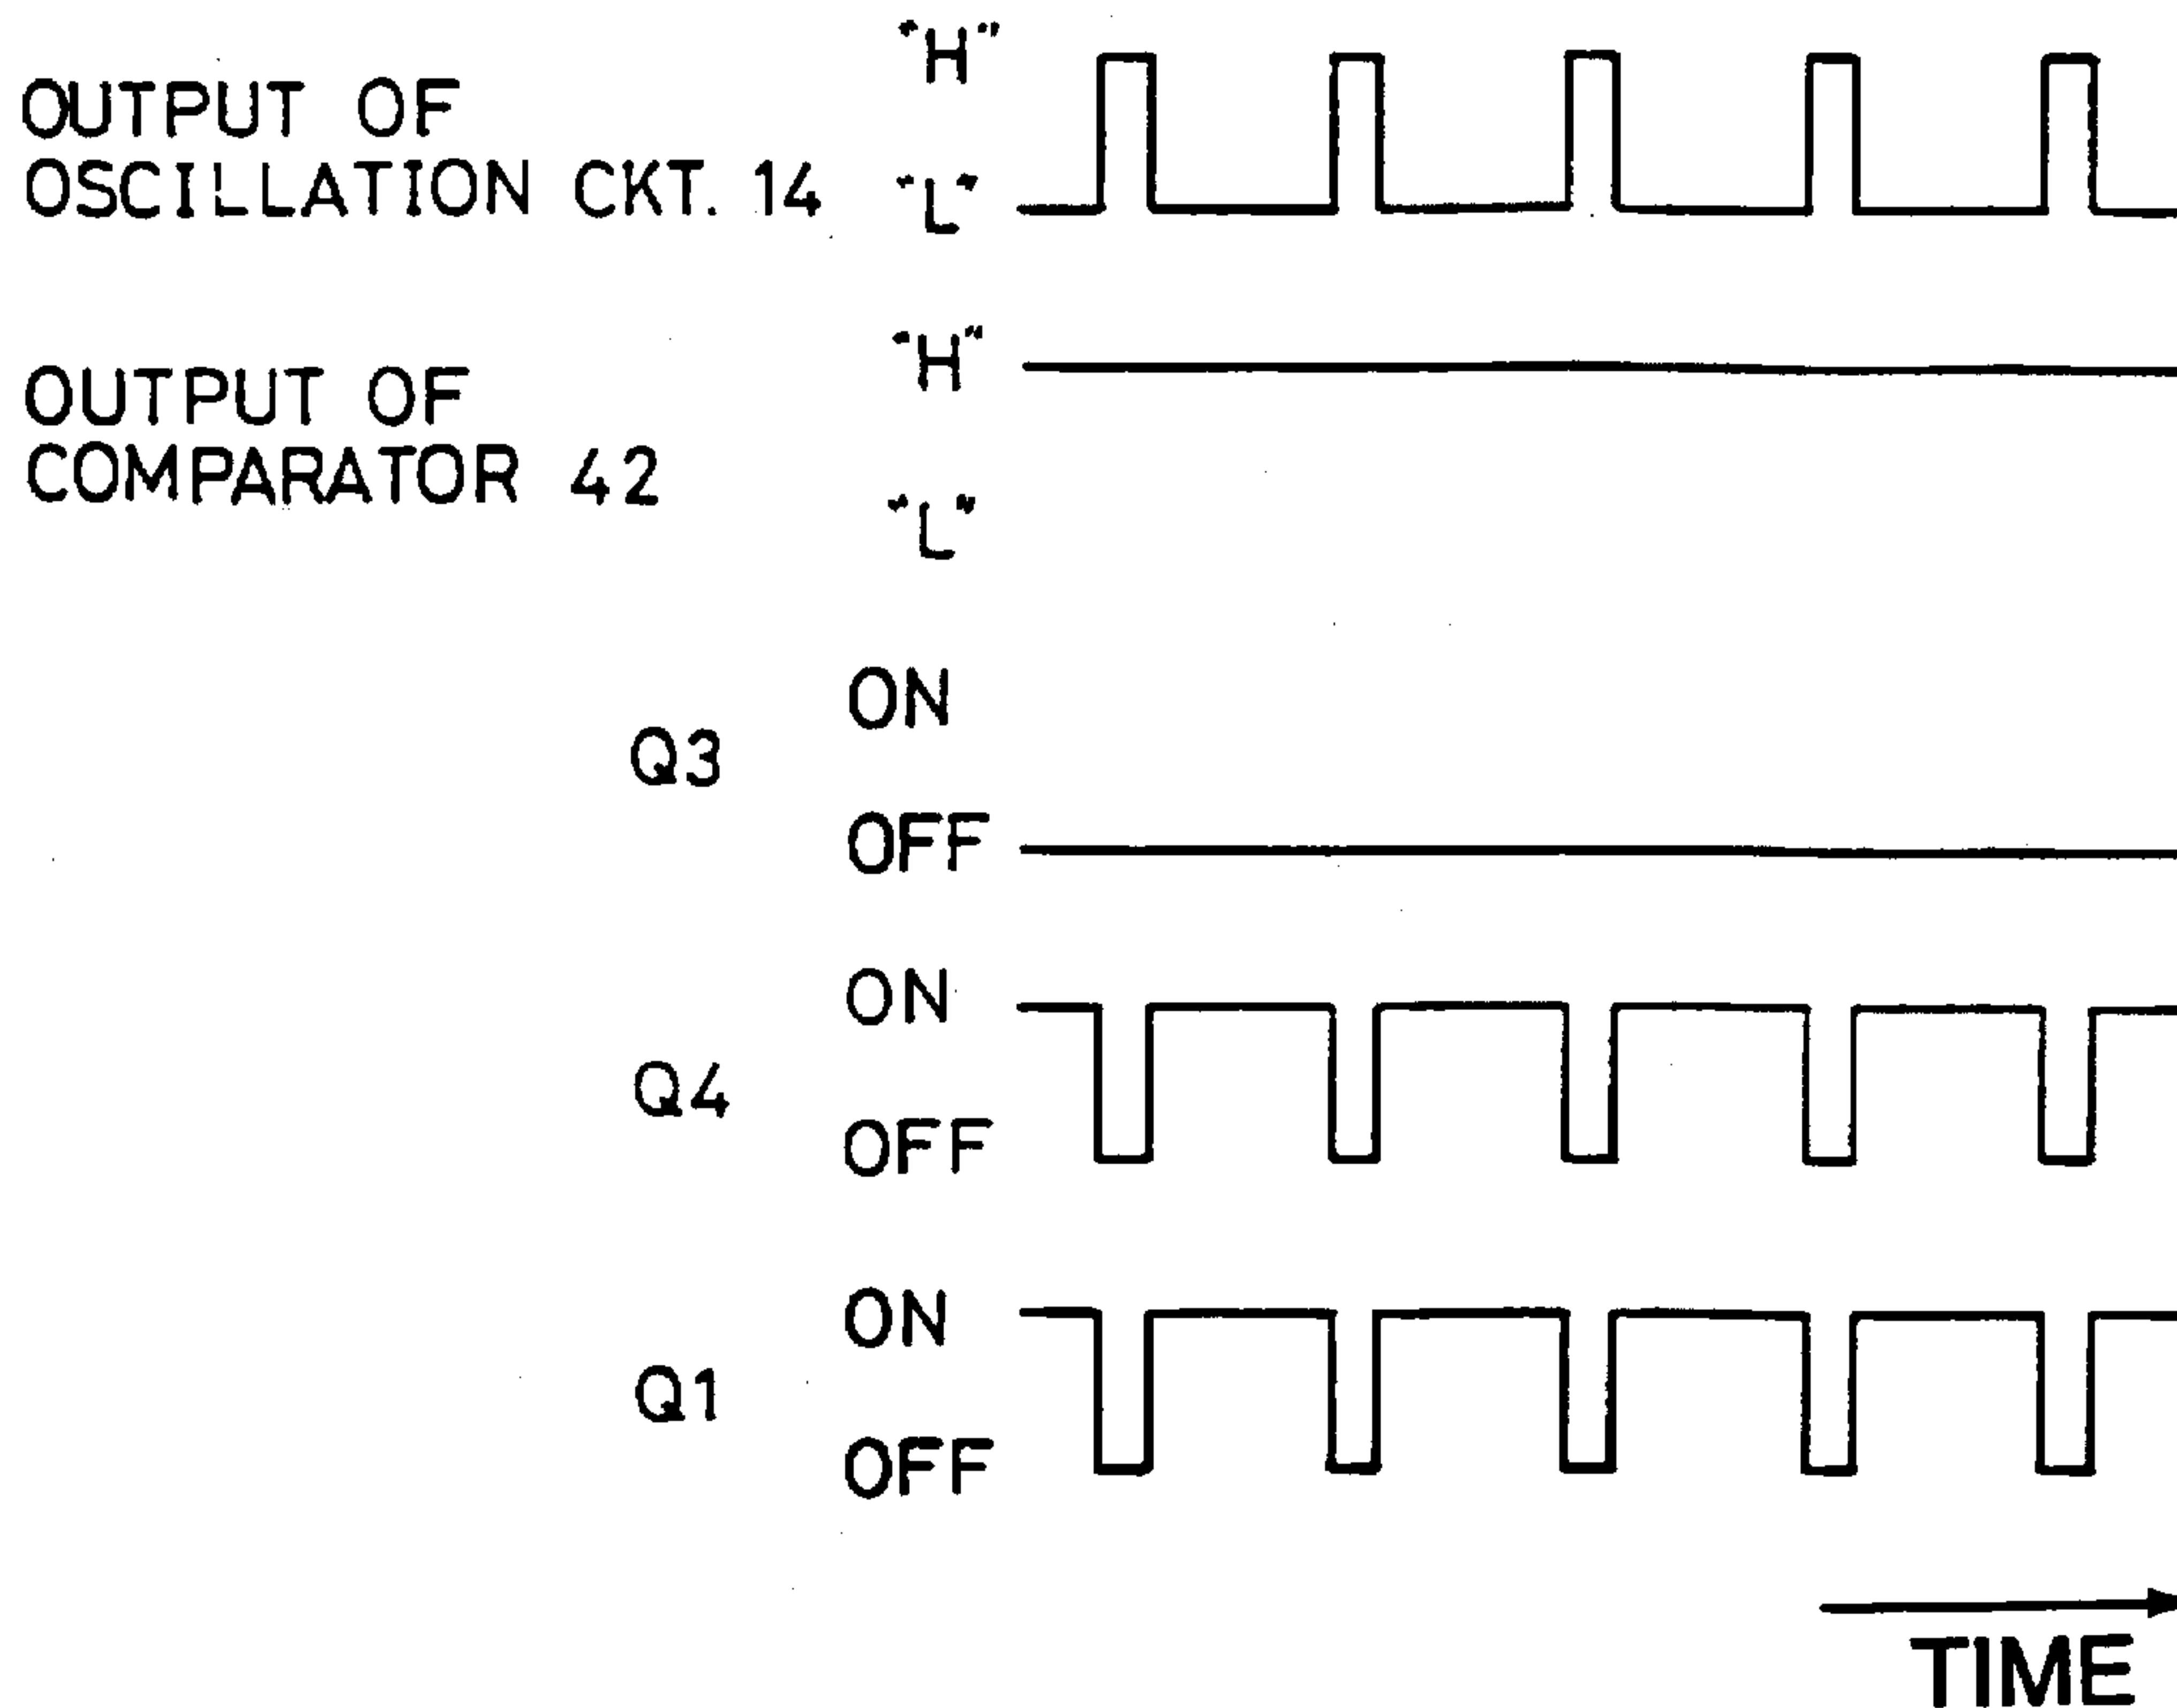 "H"
OUTPUT OF
OSCILLATION CKT. 14
"L"
"H"
OUTPUT OF
COMPARATOR 42
"L"
ON
Q3
OFF
ON
Q4
OFF
ON
Q1
OFF
TIME